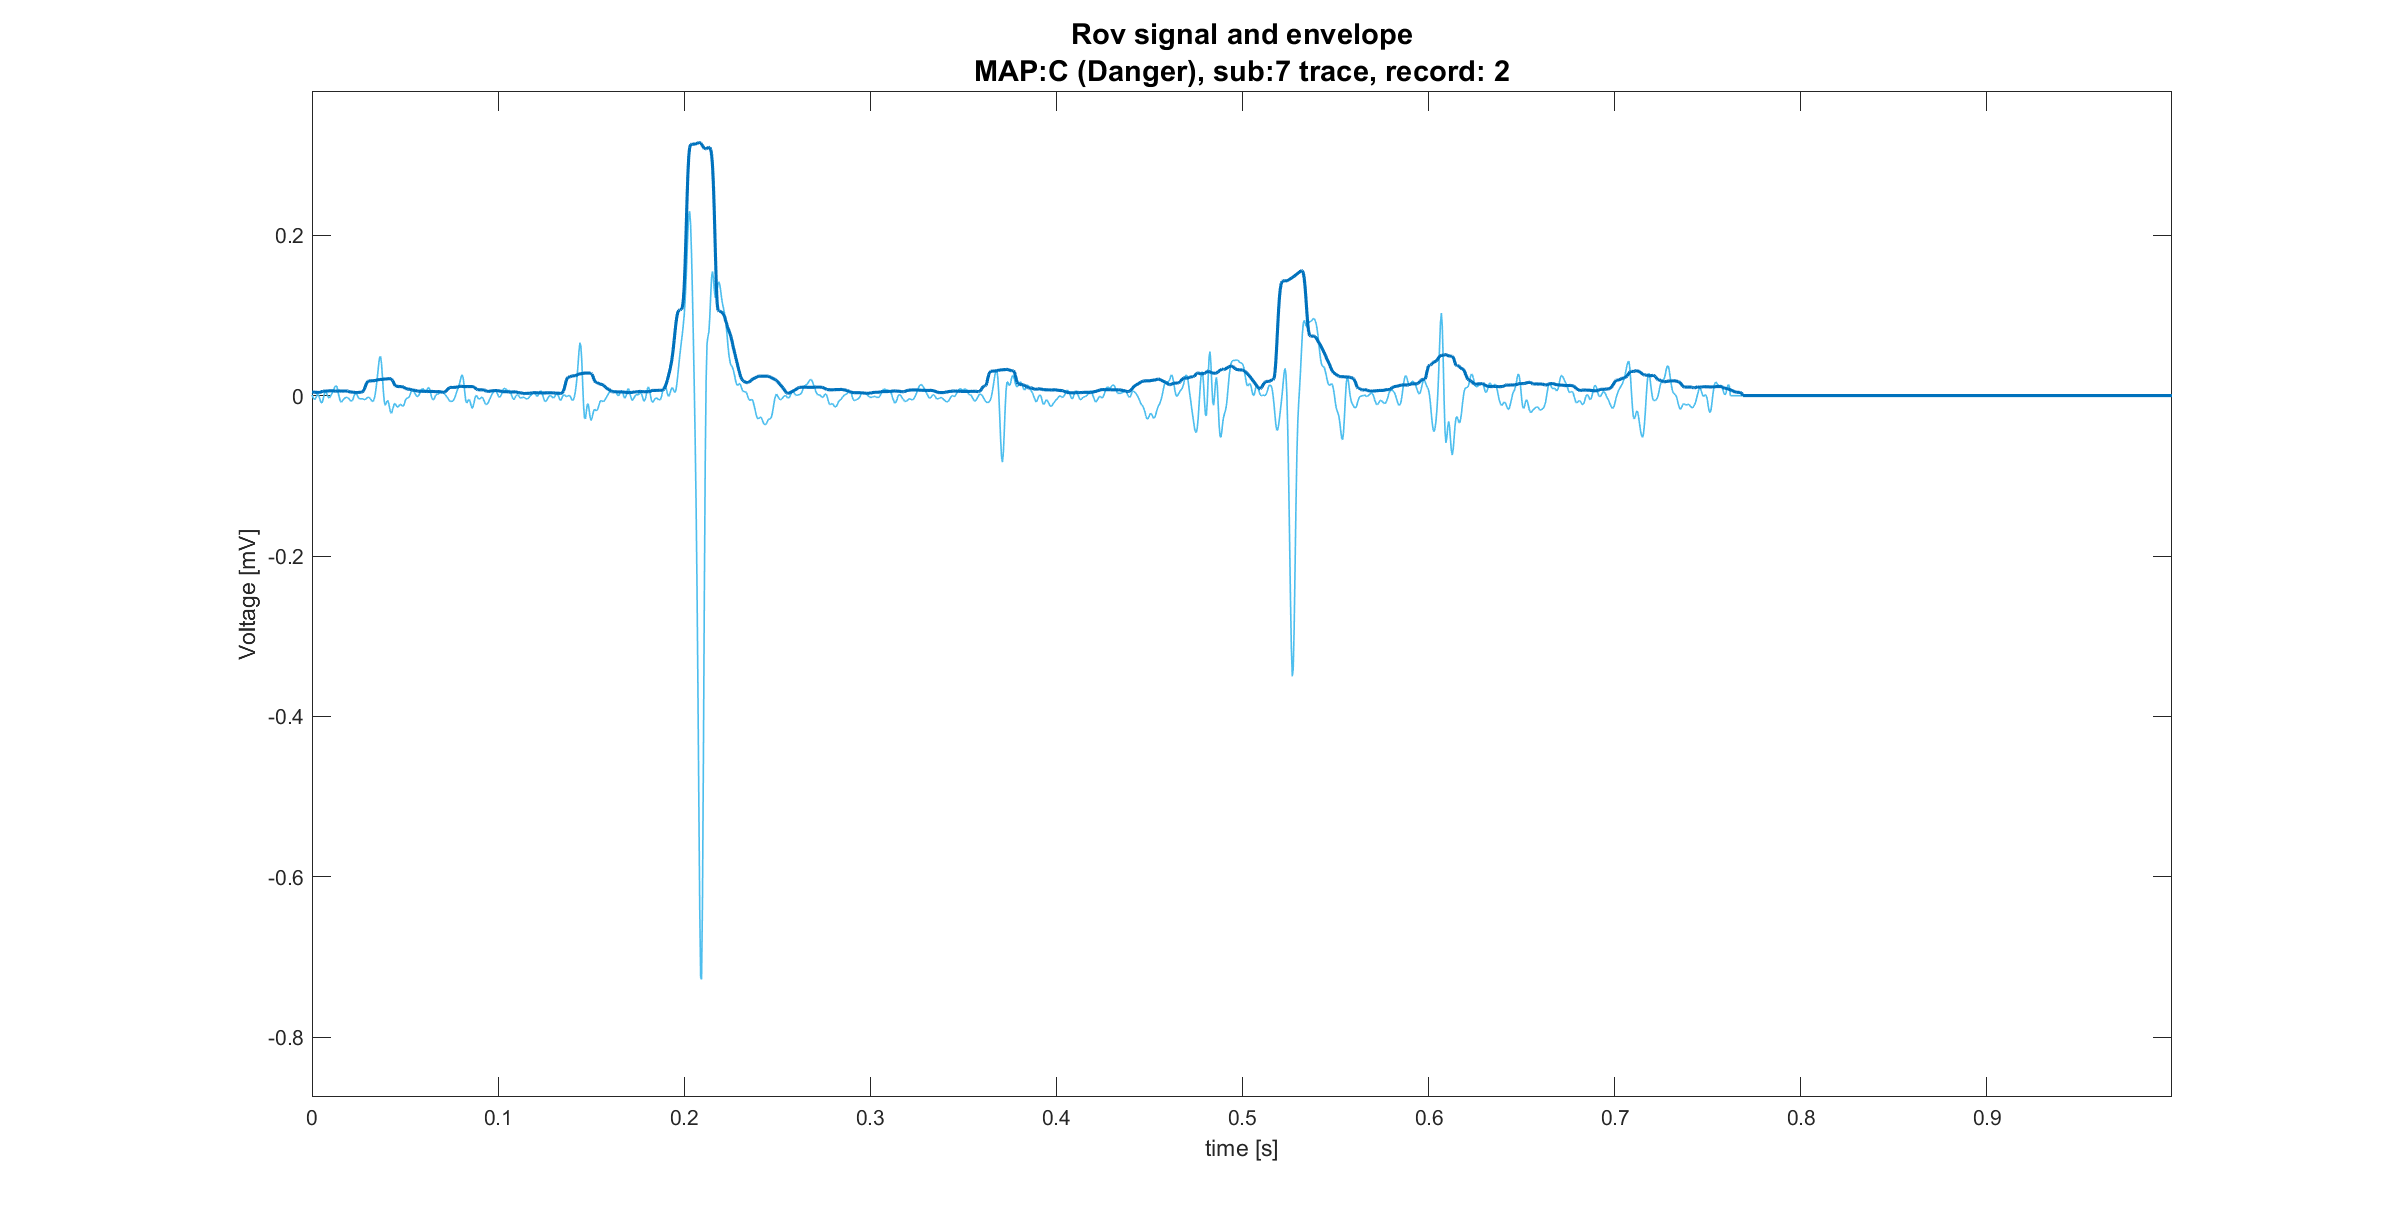 Rov signal and envelope
MAP:C (Danger), sub:7 trace, record: 2
Voltage [mV]
0.2
0
-0.2
-0.4
-0.6
-0.8
0 0.1 0.2 0.3 0.4 0.5 0.6 0.7 0.8 0.9
time [s]